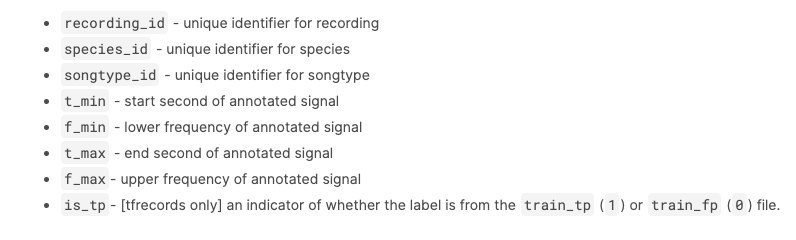 • recording_id - unique identifier for recording
• species_id - unique identifier for species
• songtype_id - unique identifier for songtype
• t_min - start second of annotated signal
• f_min - lower frequency of annotated signal
• t_max - end second of annotated signal
• f_max - upper frequency of annotated signal
• is_tp - [tfrecords only] an indicator of whether the label is from the train_tp (1) or train_fp (0) file.